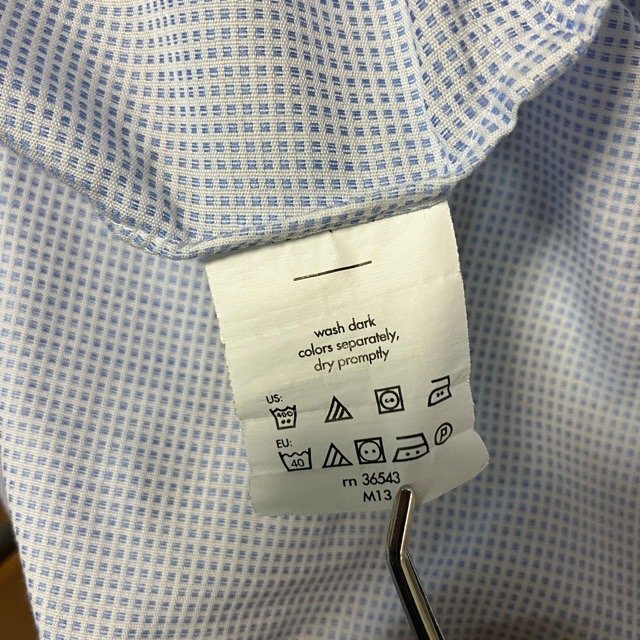 wash dark
colors separately,
dry promptly
US:
EU:
40
P
rn 36543
M13